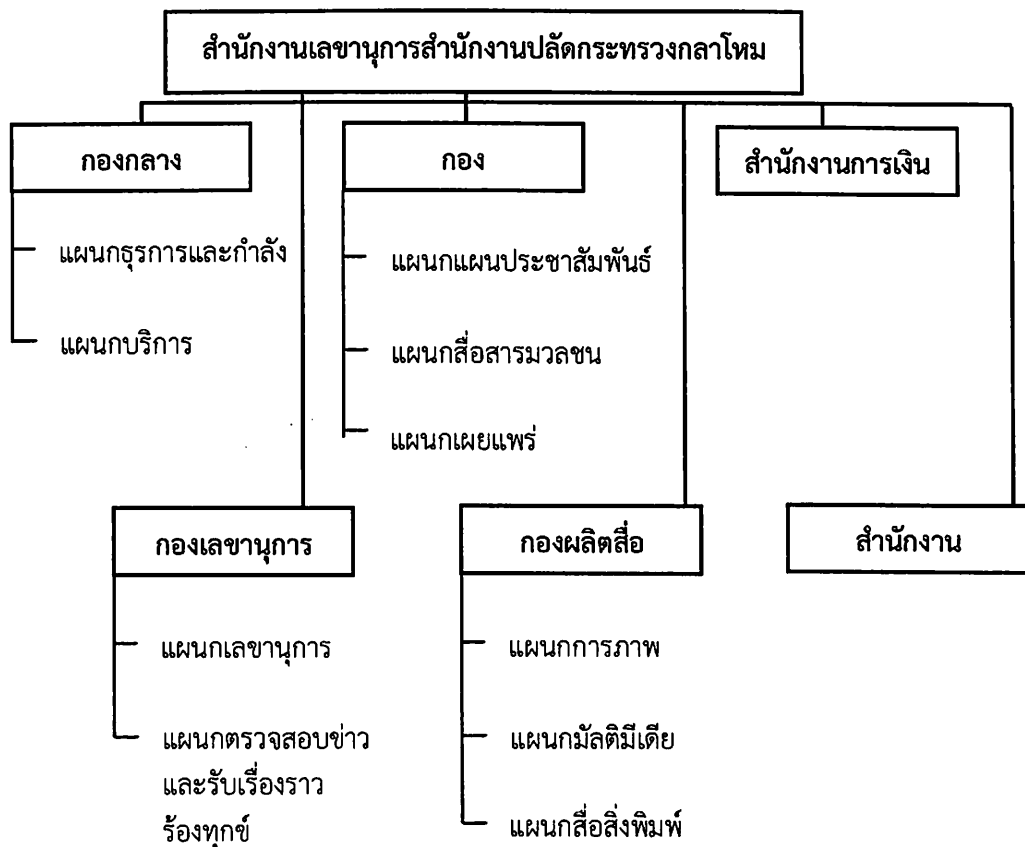 สำนักงานเลขานุการสำนักงานปลัดกระทรวงกลาโหม
กองกลาง
แผนกธุรการและกำลัง
แผนกบริการ
กอง
แผนกแผนประชาสัมพันธ์
แผนกสื่อสารมวลชน
แผนกเผยแพร่
สำนักงานการเงิน
กองเลขานุการ
แผนกเลขานุการ
แผนกตรวจสอบข่าว
และรับเรื่องราว
ร้องทุกข์
กองผลิตสื่อ
แผนกการภาพ
แผนกมัลติมีเดีย
แผนกสื่อสิ่งพิมพ์
สำนักงาน